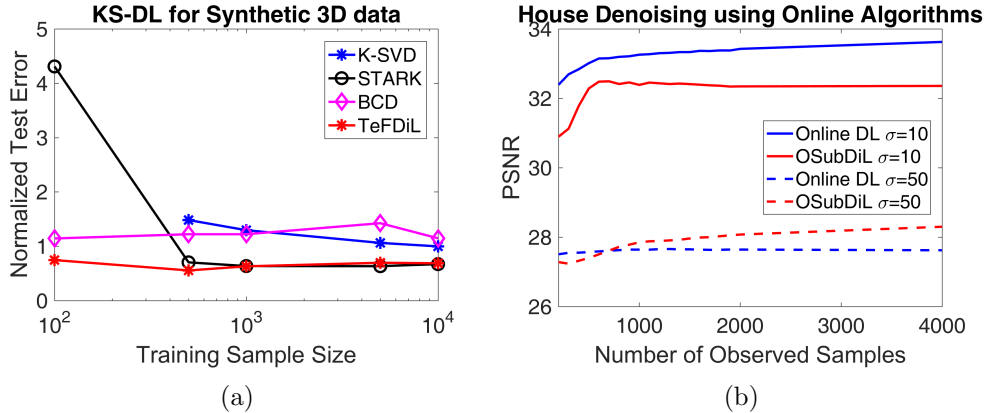 KS-DL for Synthetic 3D data
Normalized Test Error
5
4
3
2
1
0
K-SVD
STARK
BCD
TeFDiL
10^2
10^3
10^4
Training Sample Size
(a)
House Denoising using Online Algorithms
PSNR
34
32
30
28
26
Online DL σ=10
OSubDiL σ=10
Online DL σ=50
OSubDiL σ=50
1000
2000
3000
4000
Number of Observed Samples
(b)